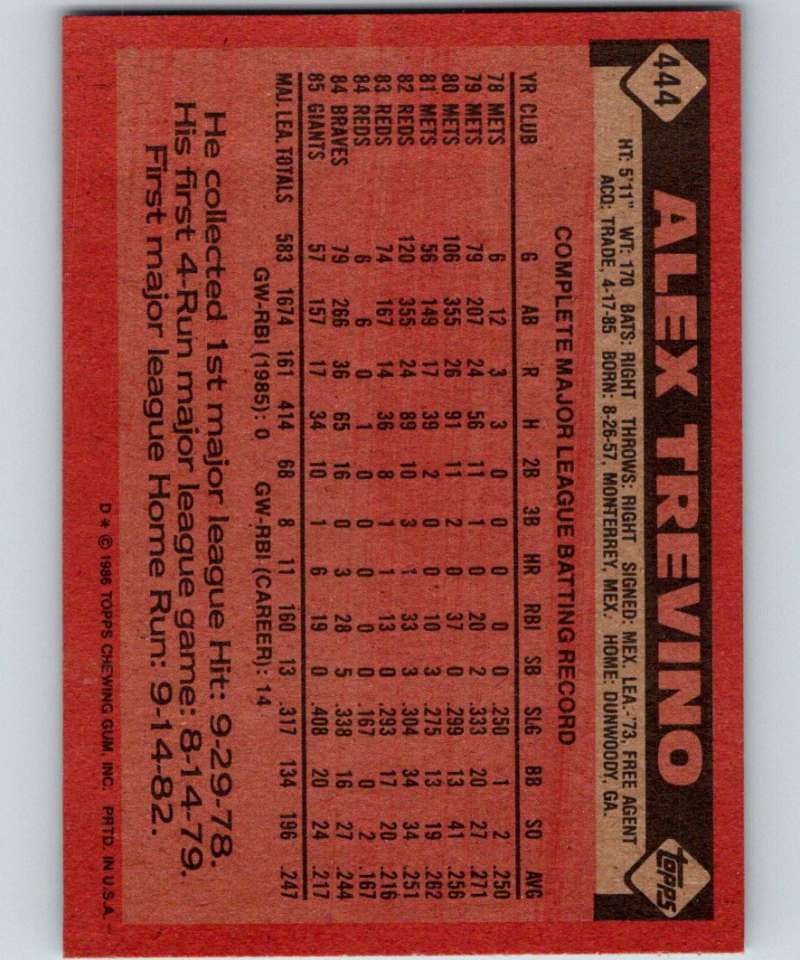 444 ALEX TREVINO topps
HT: 5'11" WT: 170 BATS: RIGHT THROWS: RIGHT SIGNED: MEX. LEA.-'73, FREE AGENT
ACQ: TRADE, 4-17-85 BORN: 8-26-57, MONTERREY, MEX. HOME: DUNWOODY, GA.
COMPLETE MAJOR LEAGUE BATTING RECORD
YR CLUB G AB R H 2B 3B HR RBI SB SLG BB SO AVG
78 METS 6 12 3 3 0 0 0 0 0 .250 1 2 .250
79 METS 79 207 24 56 11 1 0 20 2 .333 20 27 .271
80 METS 106 355 26 91 11 2 0 37 0 .299 13 41 .256
81 METS 56 149 17 39 2 0 0 10 3 .275 13 19 .262
82 REDS 120 355 24 89 10 3 1 33 3 .304 34 34 .251
83 REDS 74 167 14 36 8 1 1 13 0 .293 17 20 .216
84 REDS 6 6 0 1 0 0 0 0 0 .167 0 2 .167
84 BRAVES 79 266 36 65 16 0 3 28 5 .338 16 27 .244
85 GIANTS 57 157 17 34 10 1 6 19 0 .408 20 24 .217
MAJ. LEA. TOTALS 583 1674 161 414 68 8 11 160 13 .317 134 196 .247
GW-RBI (1985): 0 GW-RBI (CAREER): 14
He collected 1st major league Hit: 9-29-78.
His first 4-Run major league game: 8-14-79.
First major league Home Run: 9-14-82.
D* © 1986 TOPPS CHEWING GUM, INC. PRTD. IN U.S.A.